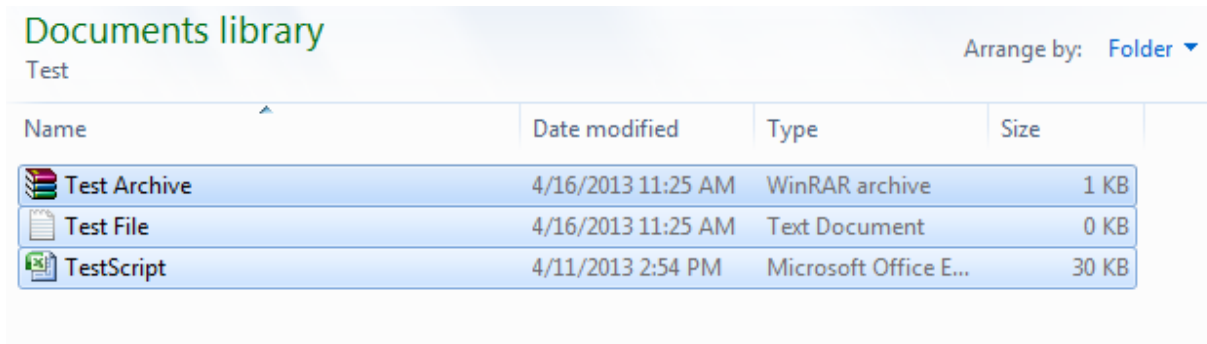 Documents library
Test
Arrange by: Folder
Name Date modified Type Size
Test Archive 4/16/2013 11:25 AM WinRAR archive 1 KB
Test File 4/16/2013 11:25 AM Text Document 0 KB
TestScript 4/11/2013 2:54 PM Microsoft Office E... 30 KB